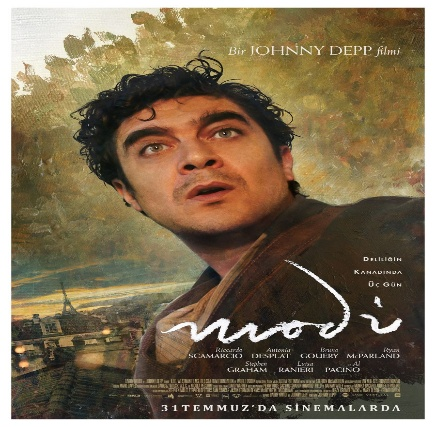 Bir JOHNNY DEPP filmi
DELİLİĞİN
KANADINDA
ÜÇ GÜN
modì
Riccardo Antonia Bruno Ryan
SCAMARCIO DESPLAT GOUERY McPARLAND
Stephen Luisa Al
GRAHAM RANIERI PACINO
31 TEMMUZ'DA SİNEMALARDA